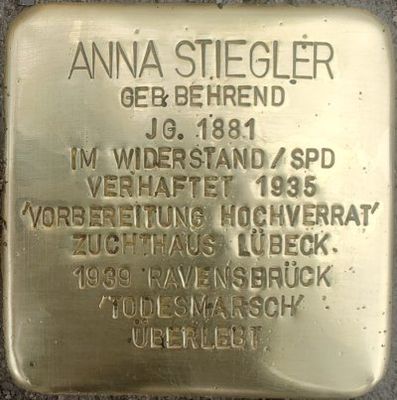 ANNA STIEGLER
GEB. BEHREND
JG. 1881
IM WIDERSTAND / SPD
VERHAFTET 1935
'VORBEREITUNG HOCHVERRAT'
ZUCHTHAUS LÜBECK
1939 RAVENSBRÜCK
'TODESMARSCH'
ÜBERLEBT